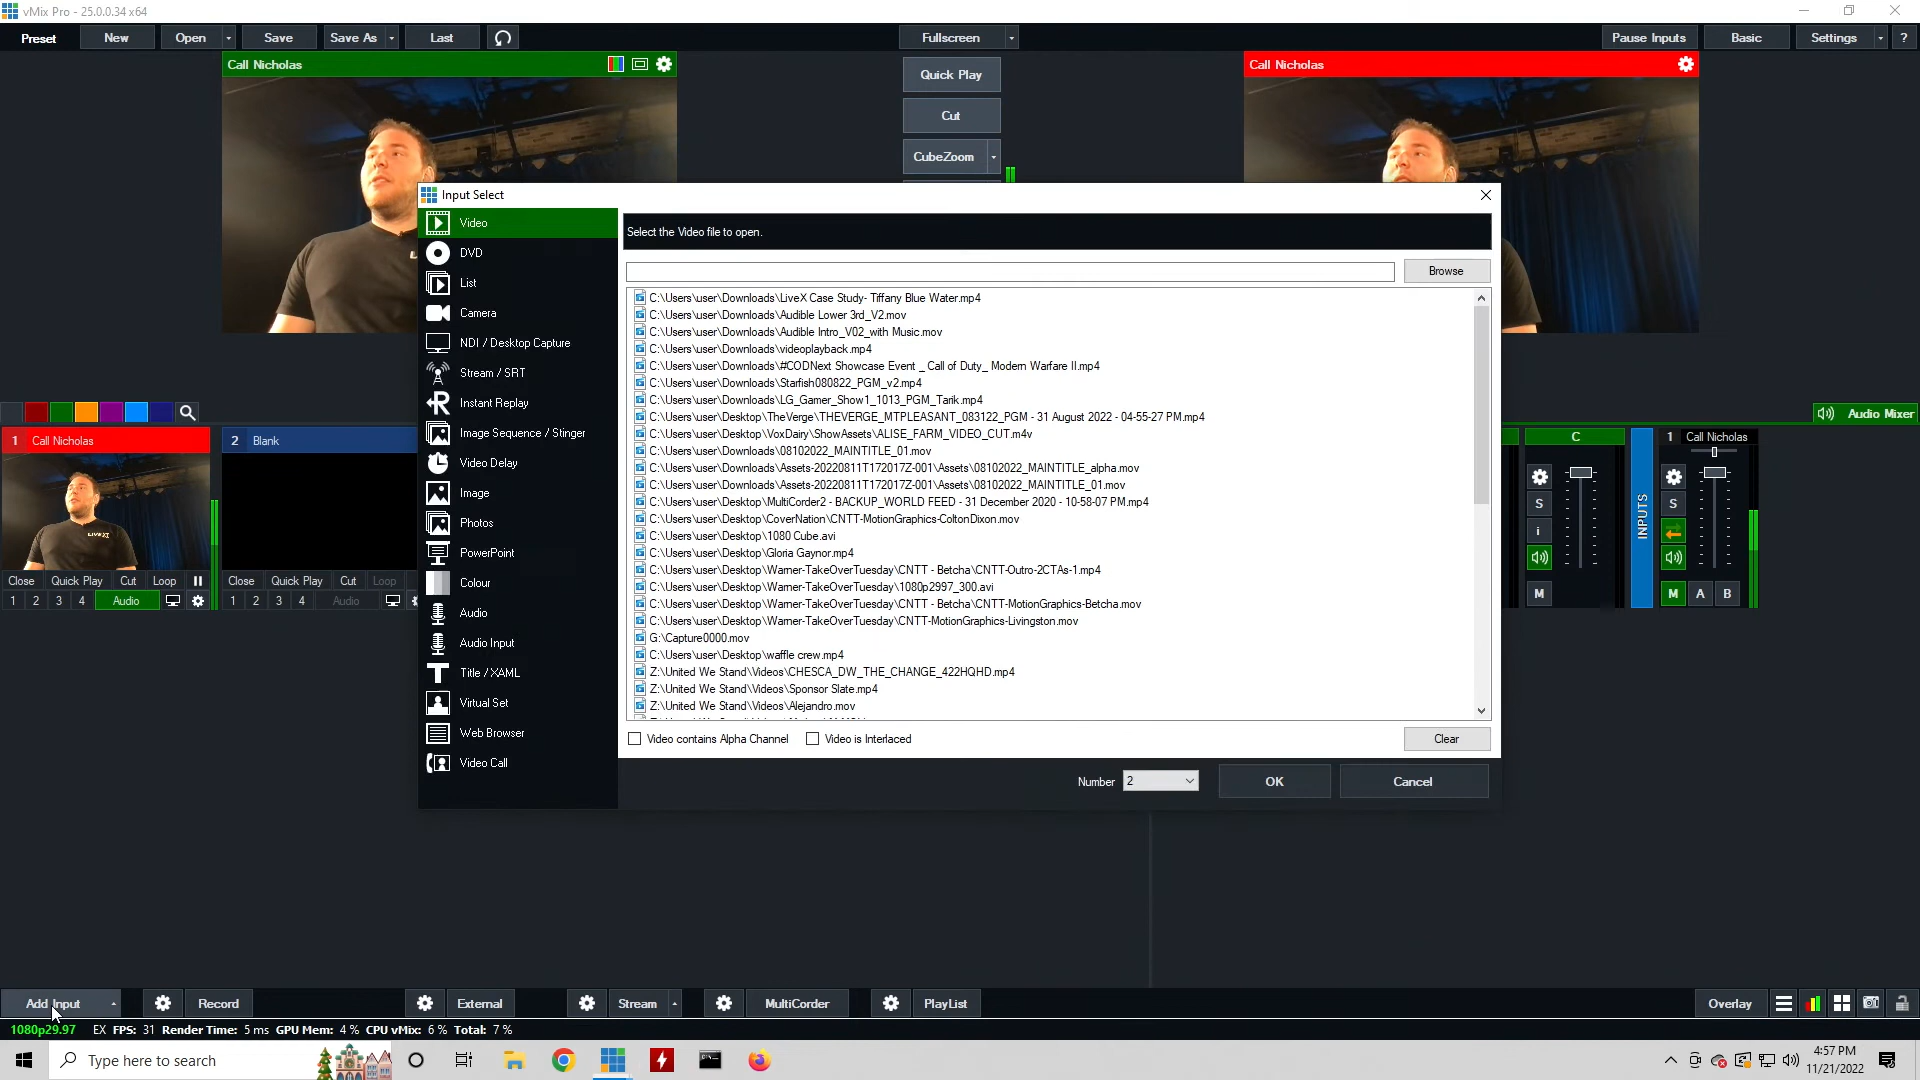 vMix Pro - 25.0.0.34 x64
Preset
New
Open
Save
Save As
Last
Fullscreen
Pause Inputs
Basic
Settings
?
Call Nicholas
Quick Play
Cut
CubeZoom
Call Nicholas
Input Select
Video
DVD
List
Camera
NDI / Desktop Capture
Stream / SRT
Instant Replay
Image Sequence / Stinger
Video Delay
Image
Photos
PowerPoint
Colour
Audio
Audio Input
Title / XAML
Virtual Set
Web Browser
Video Call
Select the Video file to open.
Browse
C:\Users\user\Downloads\LiveX Case Study- Tiffany Blue Water.mp4
C:\Users\user\Downloads\Audible Lower 3rd_V2.mov
C:\Users\user\Downloads\Audible Intro_V02_with Music.mov
C:\Users\user\Downloads\videoplayback.mp4
C:\Users\user\Downloads\#CODNext Showcase Event _ Call of Duty_ Modern Warfare II.mp4
C:\Users\user\Downloads\Starfish080822_PGM_v2.mp4
C:\Users\user\Downloads\LG_Gamer_Show1_1013_PGM_Tarik.mp4
C:\Users\user\Desktop\TheVerge\THEVERGE_MTPLEASANT_083122_PGM - 31 August 2022 - 04-55-27 PM.mp4
C:\Users\user\Desktop\VoxDairy\ShowAssets\ALISE_FARM_VIDEO_CUT.m4v
C:\Users\user\Downloads\08102022_MAINTITLE_01.mov
C:\Users\user\Downloads\Assets-20220811T172017Z-001\Assets\08102022_MAINTITLE_alpha.mov
C:\Users\user\Downloads\Assets-20220811T172017Z-001\Assets\08102022_MAINTITLE_01.mov
C:\Users\user\Desktop\MultiCorder2 - BACKUP_WORLD FEED - 31 December 2020 - 10-58-07 PM.mp4
C:\Users\user\Desktop\CoverNation\CNTT-MotionGraphics-ColtonDixon.mov
C:\Users\user\Desktop\1080 Cube.avi
C:\Users\user\Desktop\Gloria Gaynor.mp4
C:\Users\user\Desktop\Warner-TakeOverTuesday\CNTT - Betcha\CNTT-Outro-2CTAs-1.mp4
C:\Users\user\Desktop\Warner-TakeOverTuesday\1080p2997_300.avi
C:\Users\user\Desktop\Warner-TakeOverTuesday\CNTT - Betcha\CNTT-MotionGraphics-Betcha.mov
C:\Users\user\Desktop\Warner-TakeOverTuesday\CNTT-MotionGraphics-Livingston.mov
G:\Capture0000.mov
C:\Users\user\Desktop\waffle crew.mp4
Z:\United We Stand\Videos\CHESCA_DW_THE_CHANGE_422HQHD.mp4
Z:\United We Stand\Videos\Sponsor Slate.mp4
Z:\United We Stand\Videos\Alejandro.mov
Video contains Alpha Channel
Video is Interlaced
Clear
Number
2
OK
Cancel
1 Call Nicholas
LIVEX
Close Quick Play Cut Loop
1 2 3 4 Audio
2 Blank
Close Quick Play Cut Loop
1 2 3 4 Audio
Audio Mixer
C
S
i
M
INPUTS
1 Call Nicholas
S
M A B
Add Input
Record
External
Stream
MultiCorder
PlayList
Overlay
1080p29.97 EX FPS: 31 Render Time: 5 ms GPU Mem: 4 % CPU vMix: 6 % Total: 7 %
Type here to search
4:57 PM
11/21/2022